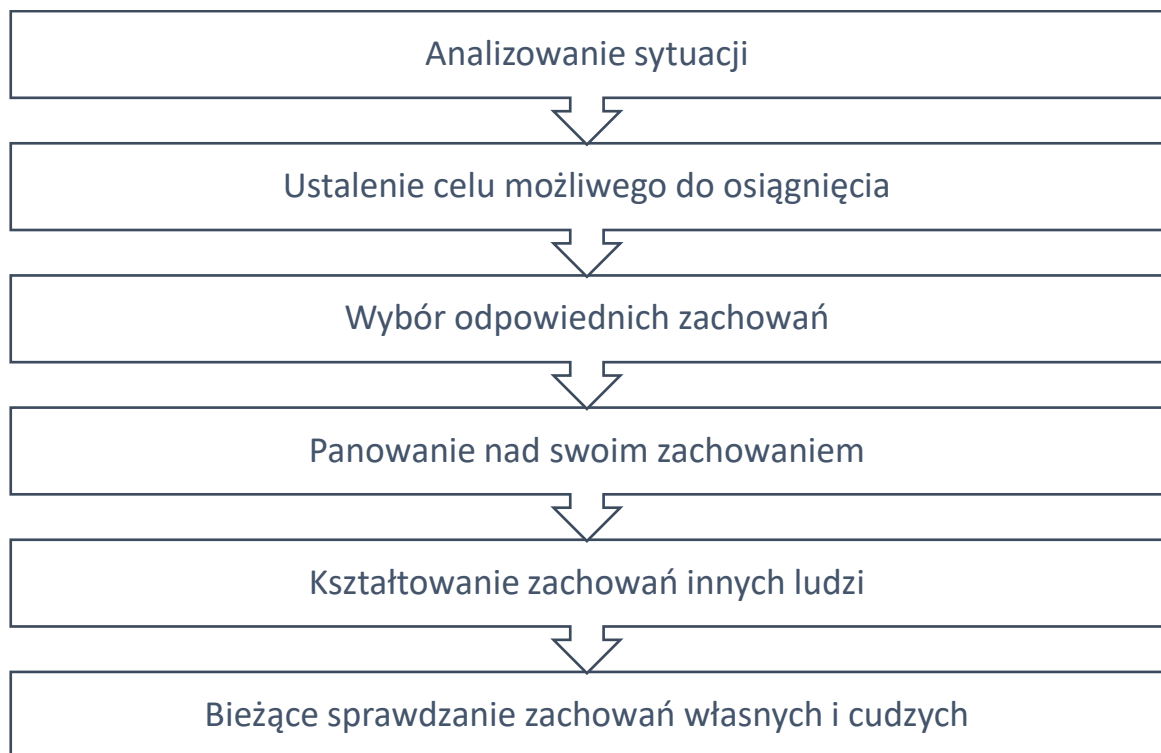 Analizowanie sytuacji
Ustalenie celu możliwego do osiągnięcia
Wybór odpowiednich zachowań
Panowanie nad swoim zachowaniem
Kształtowanie zachowań innych ludzi
Bieżące sprawdzanie zachowań własnych i cudzych